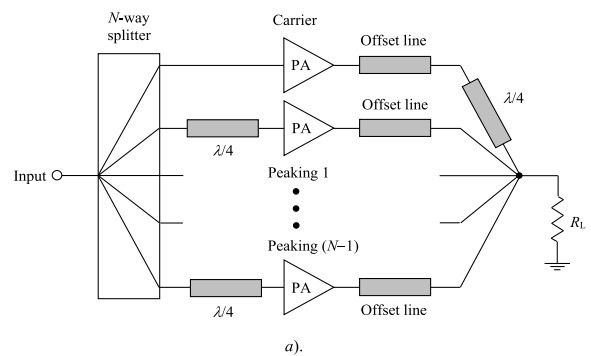 N-way
splitter
Carrier
PA
Offset line
λ/4
λ/4
PA
Offset line
Input
Peaking 1
Peaking (N−1)
R_L
λ/4
PA
Offset line
a).